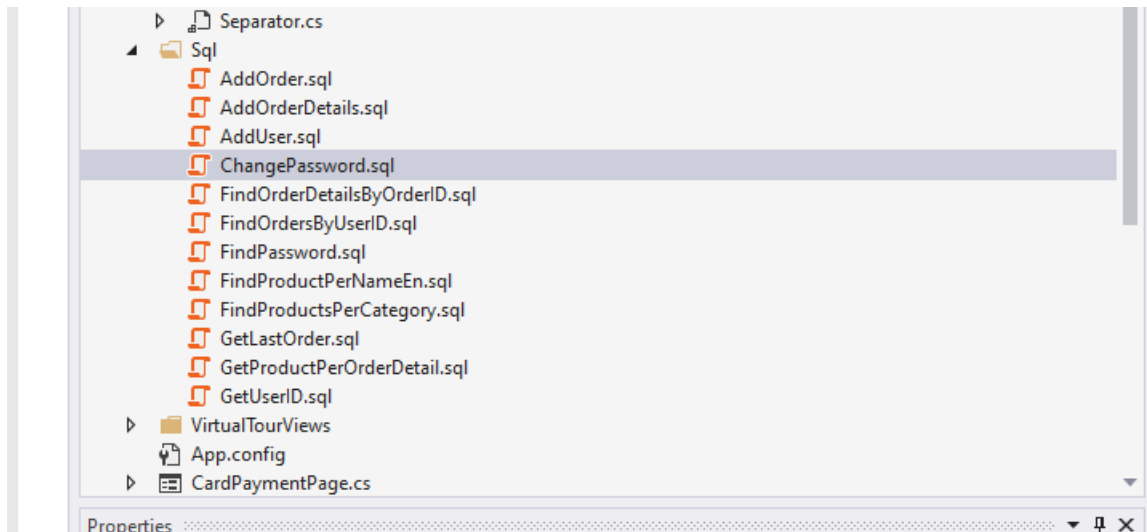 Separator.cs
Sql
AddOrder.sql
AddOrderDetails.sql
AddUser.sql
ChangePassword.sql
FindOrderDetailsByOrderID.sql
FindOrdersByUserID.sql
FindPassword.sql
FindProductPerNameEn.sql
FindProductsPerCategory.sql
GetLastOrder.sql
GetProductPerOrderDetail.sql
GetUserID.sql
VirtualTourViews
App.config
CardPaymentPage.cs
Properties